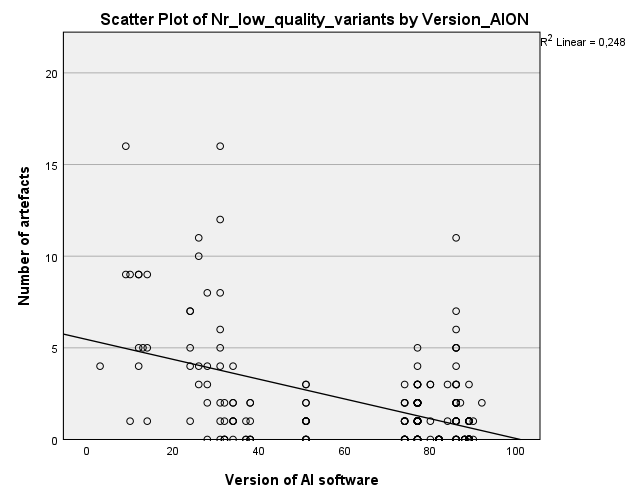 Scatter Plot of Nr_low_quality_variants by Version_AION
R2 Linear = 0,248
20
15
10
5
0
Number of artefacts
0 20 40 60 80 100
Version of AI software